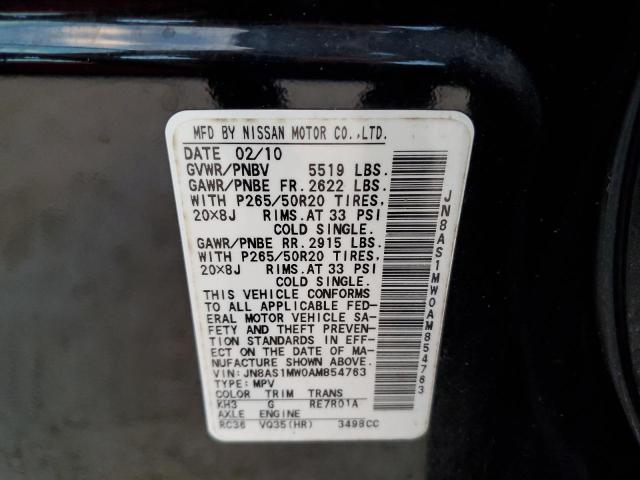 MFD BY NISSAN MOTOR CO.,LTD.
DATE 02/10
GVWR/PNBV 5519 LBS.
GAWR/PNBE FR. 2622 LBS.
WITH P265/50R20 TIRES,
20X8J RIMS. AT 33 PSI
COLD SINGLE.
GAWR/PNBE RR. 2915 LBS.
WITH P265/50R20 TIRES,
20X8J RIMS. AT 33 PSI
COLD SINGLE.
THIS VEHICLE CONFORMS
TO ALL APPLICABLE FED-
ERAL MOTOR VEHICLE SA-
FETY AND THEFT PREVEN-
TION STANDARDS IN EFF-
ECT ON THE DATE OF MA-
NUFACTURE SHOWN ABOVE.
VIN: JN8AS1MW0AM854763
TYPE: MPV
COLOR TRIM TRANS
KH3 G RE7R01A
AXLE ENGINE
RC36 VQ35(HR) 3498CC
JN8AS1MW0AM854763